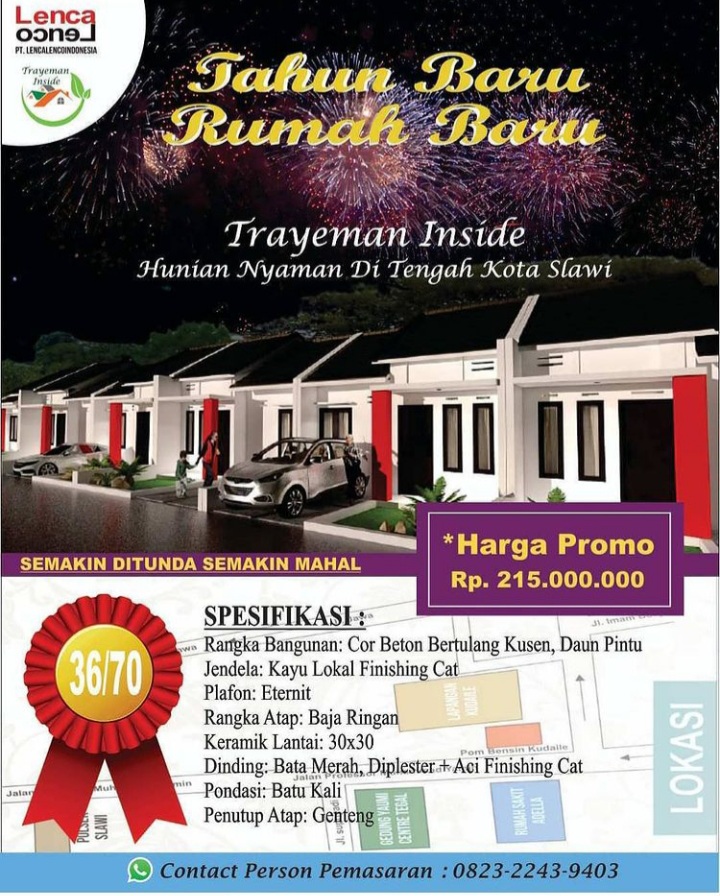 Lenca
Lenco
PT. LENCALENCOINDONESIA
Trayeman
Inside
Tahun Baru
Rumah Baru
Trayeman Inside
Hunian Nyaman Di Tengah Kota Slawi
*Harga Promo
Rp. 215.000.000
SEMAKIN DITUNDA SEMAKIN MAHAL
36/70
SPESIFIKASI :
Rangka Bangunan: Cor Beton Bertulang Kusen, Daun Pintu
Jendela: Kayu Lokal Finishing Cat
Plafon: Eternit
Rangka Atap: Baja Ringan
Keramik Lantai: 30x30
Dinding: Bata Merah, Diplester + Aci Finishing Cat
Pondasi: Batu Kali
Penutup Atap: Genteng
Jl. Imam
LAPANGAN
KUDAILE
Pom Bensin Kudaile
Jalan
SLAWI
GEDUNG YAUMI
CENTRE TEGAL
RUMAH SAKIT
ADELLA
LOKASI
Contact Person Pemasaran : 0823-2243-9403